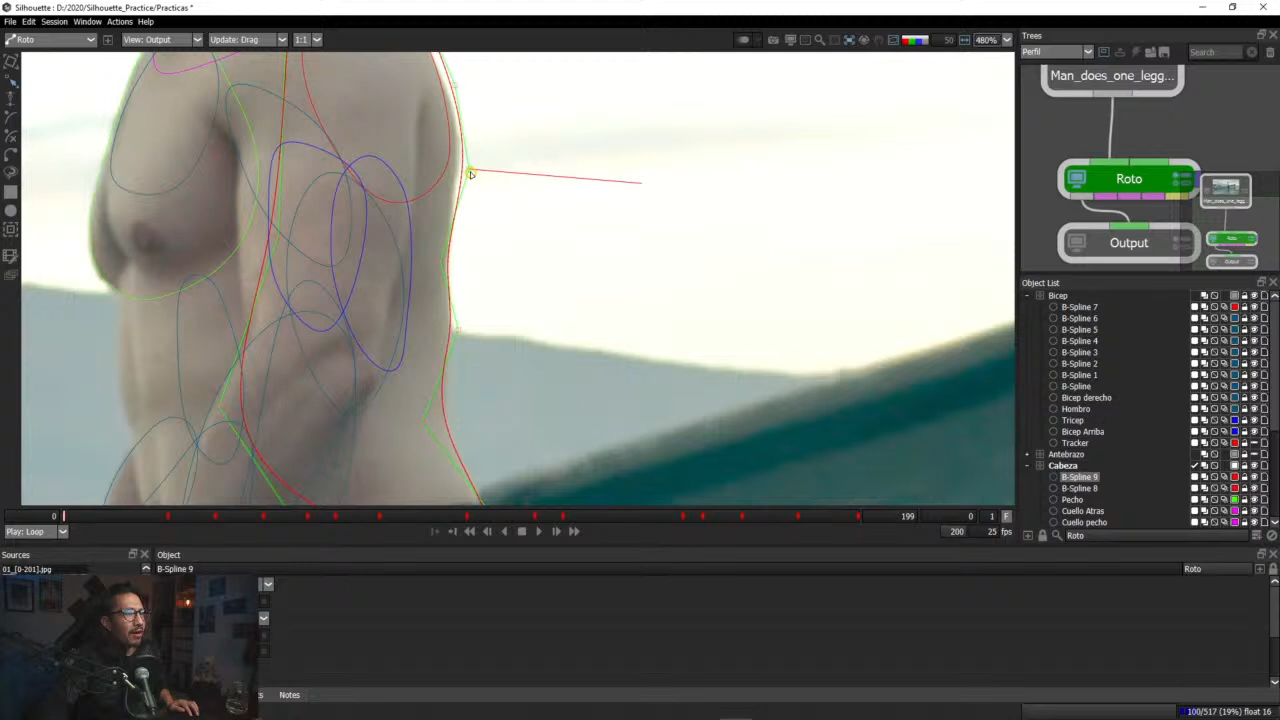 Silhouette : D:/2020/Silhouette_Practice/Practicas *
File Edit Session Window Actions Help
Roto View: Output Update: Drag 1:1 50 480%
Trees
Perfil Search
Man_does_one_legg...
Roto
Output
Roto
Output
Object List
Bicep
B-Spline 7
B-Spline 6
B-Spline 5
B-Spline 4
B-Spline 3
B-Spline 2
B-Spline 1
B-Spline
Bicep derecho
Hombro
Tricep
Bicep Arriba
Tracker
Antebrazo
Cabeza
B-Spline 9
B-Spline 8
Pecho
Cuello Atras
Cuello pecho
0 199 0 1 F
Play: Loop 200 25 fps
Roto
Sources Object
01_[0-201].jpg B-Spline 9 Roto
Notes
100/517 (19%) float 16